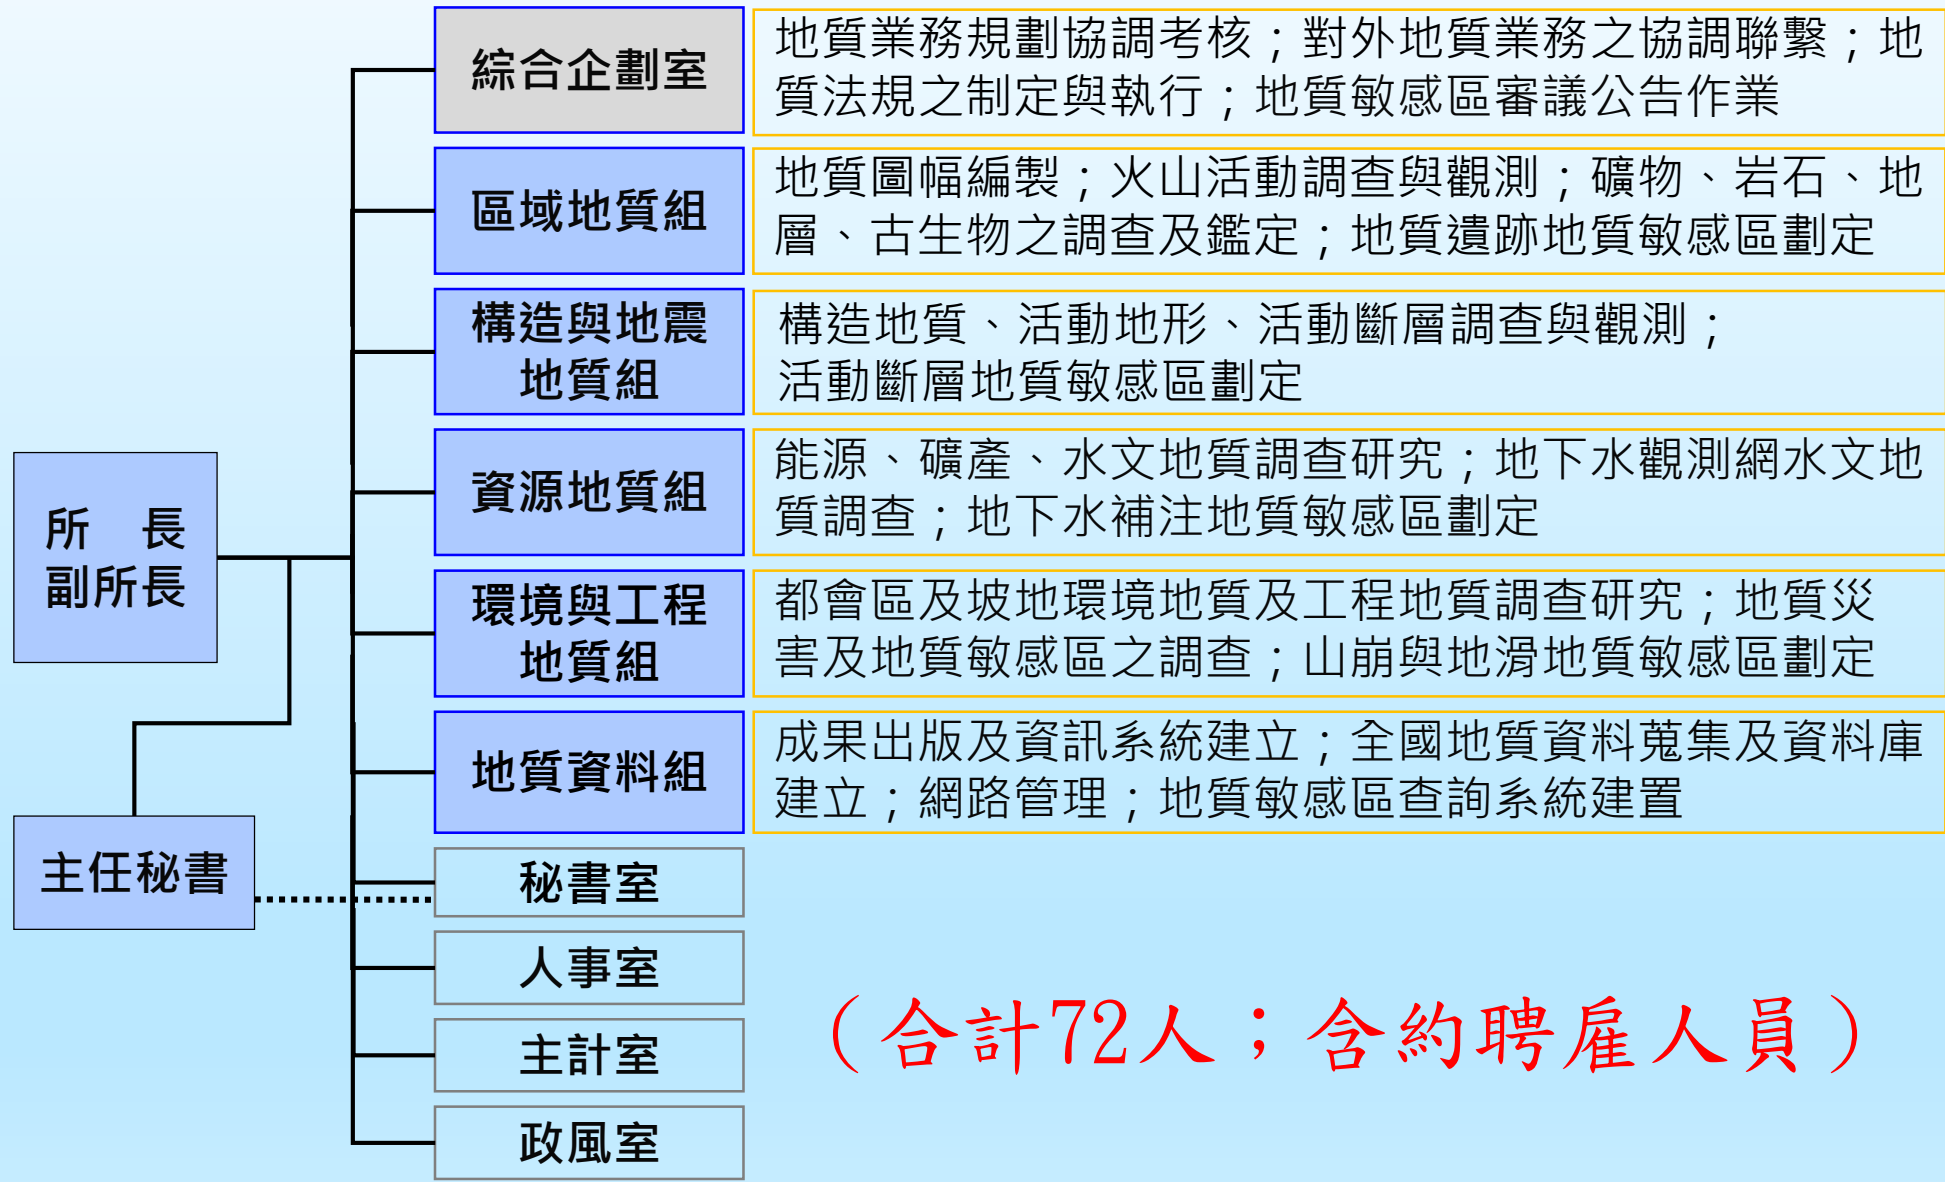 綜合企劃室
地質業務規劃協調考核；對外地質業務之協調聯繫；地
質法規之制定與執行；地質敏感區審議公告作業
區域地質組
地質圖幅編製；火山活動調查與觀測；礦物、岩石、地
層、古生物之調查及鑑定；地質遺跡地質敏感區劃定
構造與地震
地質組
構造地質、活動地形、活動斷層調查與觀測；
活動斷層地質敏感區劃定
資源地質組
能源、礦產、水文地質調查研究；地下水觀測網水文地
質調查；地下水補注地質敏感區劃定
所　長
副所長
環境與工程
地質組
都會區及坡地環境地質及工程地質調查研究；地質災
害及地質敏感區之調查；山崩與地滑地質敏感區劃定
地質資料組
成果出版及資訊系統建立；全國地質資料蒐集及資料庫
建立；網路管理；地質敏感區查詢系統建置
主任秘書
秘書室
人事室
主計室
政風室
（合計72人；含約聘雇人員）